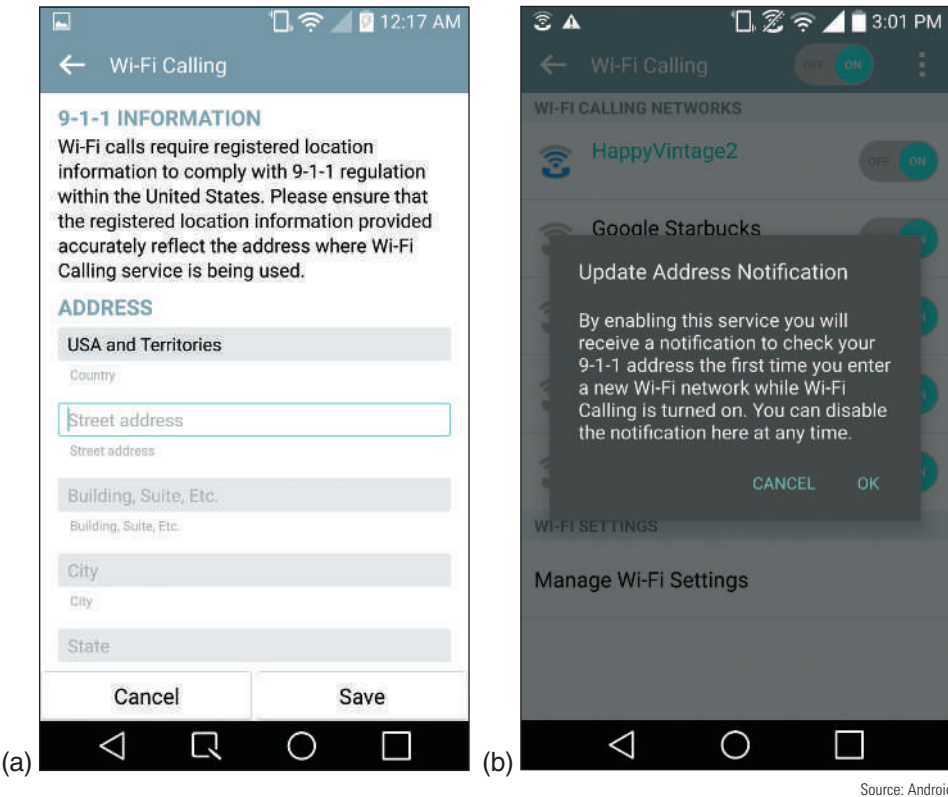 12:17 AM
Wi-Fi Calling
9-1-1 INFORMATION
Wi-Fi calls require registered location
information to comply with 9-1-1 regulation
within the United States. Please ensure that
the registered location information provided
accurately reflect the address where Wi-Fi
Calling service is being used.
ADDRESS
USA and Territories
Country
Street address
Street address
Building, Suite, Etc.
Building, Suite, Etc.
City
City
State
Cancel Save
(a)
3:01 PM
Wi-Fi Calling OFF ON
WI-FI CALLING NETWORKS
HappyVintage2 OFF ON
Google Starbucks
Update Address Notification
By enabling this service you will
receive a notification to check your
9-1-1 address the first time you enter
a new Wi-Fi network while Wi-Fi
Calling is turned on. You can disable
the notification here at any time.
CANCEL OK
WI-FI SETTINGS
Manage Wi-Fi Settings
(b)
Source: